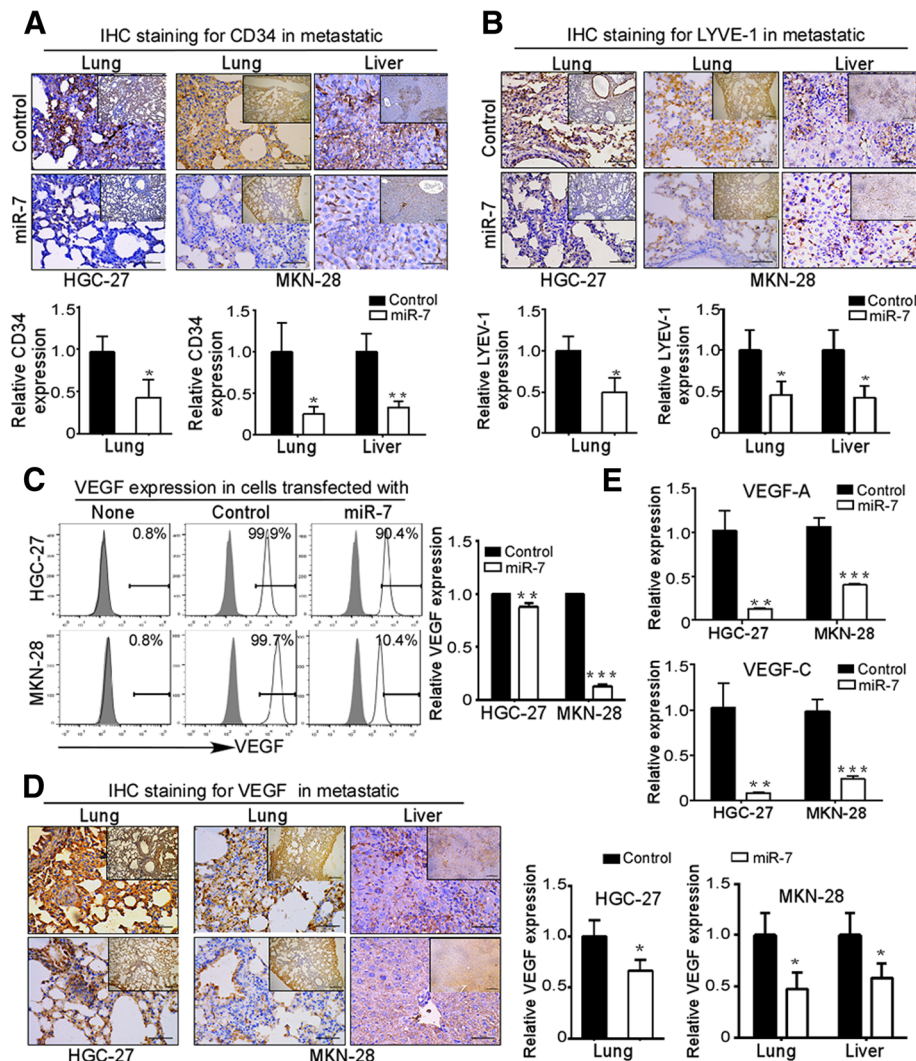 A
IHC staining for CD34 in metastatic
Lung Lung Liver
Control
miR-7
HGC-27 MKN-28
Relative CD34 expression
1.5
1.0
0.5
0
*
Lung
Relative CD34 expression
1.5
1.0
0.5
0
Control
miR-7
* **
Lung Liver
B
IHC staining for LYVE-1 in metastatic
Lung Lung Liver
Control
miR-7
HGC-27 MKN-28
Relative LYEV-1 expression
1.5
1.0
0.5
0
*
Lung
Relative LYEV-1 expression
1.5
1.0
0.5
0
Control
miR-7
* *
Lung Liver
C
VEGF expression in cells transfected with
None Control miR-7
HGC-27
0.8% 99.9% 90.4%
MKN-28
0.8% 99.7% 10.4%
VEGF
Relative VEGF expression
1.5
1.0
0.5
0
Control
miR-7
** ***
HGC-27 MKN-28
E
VEGF-A
Relative expression
1.5
1.0
0.5
0
Control
miR-7
** ***
HGC-27 MKN-28
VEGF-C
Relative expression
1.5
1.0
0.5
0
Control
miR-7
** ***
HGC-27 MKN-28
D
IHC staining for VEGF in metastatic
Lung Lung Liver
HGC-27 MKN-28
Control miR-7
Relative VEGF expression
1.5
1.0
0.5
0
HGC-27
*
Lung
Relative VEGF expression
1.5
1.0
0.5
0
MKN-28
* *
Lung Liver